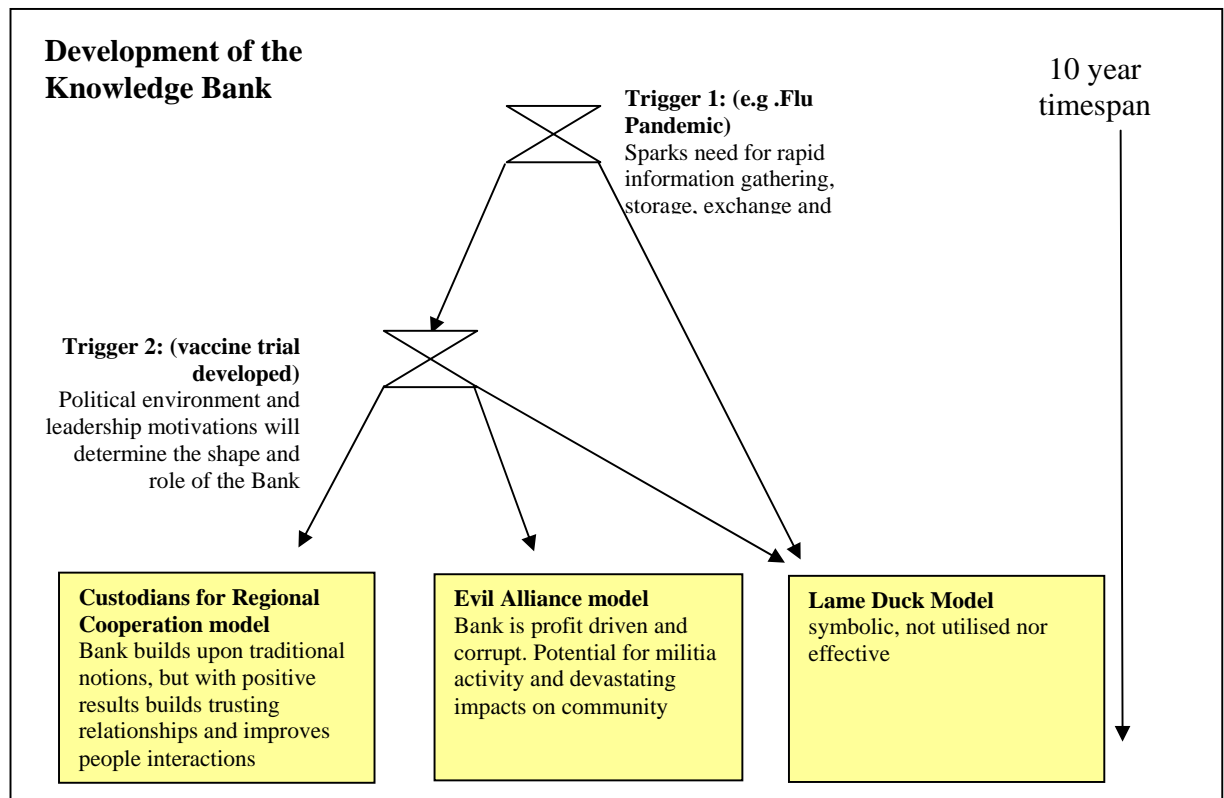 Development of the
Knowledge Bank
10 year
timespan
Trigger 1: (e.g .Flu
Pandemic)
Sparks need for rapid
information gathering,
storage, exchange and
Trigger 2: (vaccine trial
developed)
Political environment and
leadership motivations will
determine the shape and
role of the Bank
Custodians for Regional
Cooperation model
Bank builds upon traditional
notions, but with positive
results builds trusting
relationships and improves
people interactions
Evil Alliance model
Bank is profit driven and
corrupt. Potential for militia
activity and devastating
impacts on community
Lame Duck Model
symbolic, not utilised nor
effective